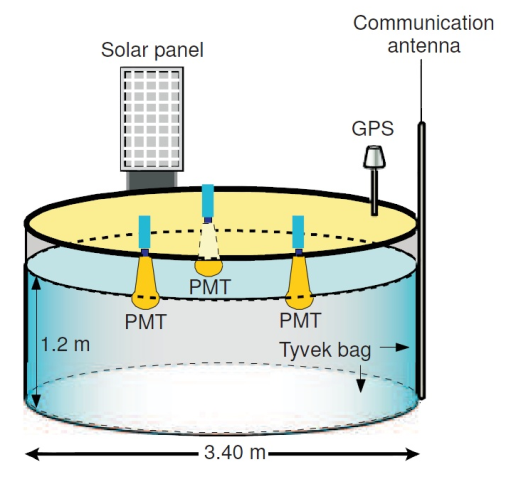 Communication
antenna
Solar panel
GPS
PMT
PMT
PMT
1.2 m
Tyvek bag
3.40 m